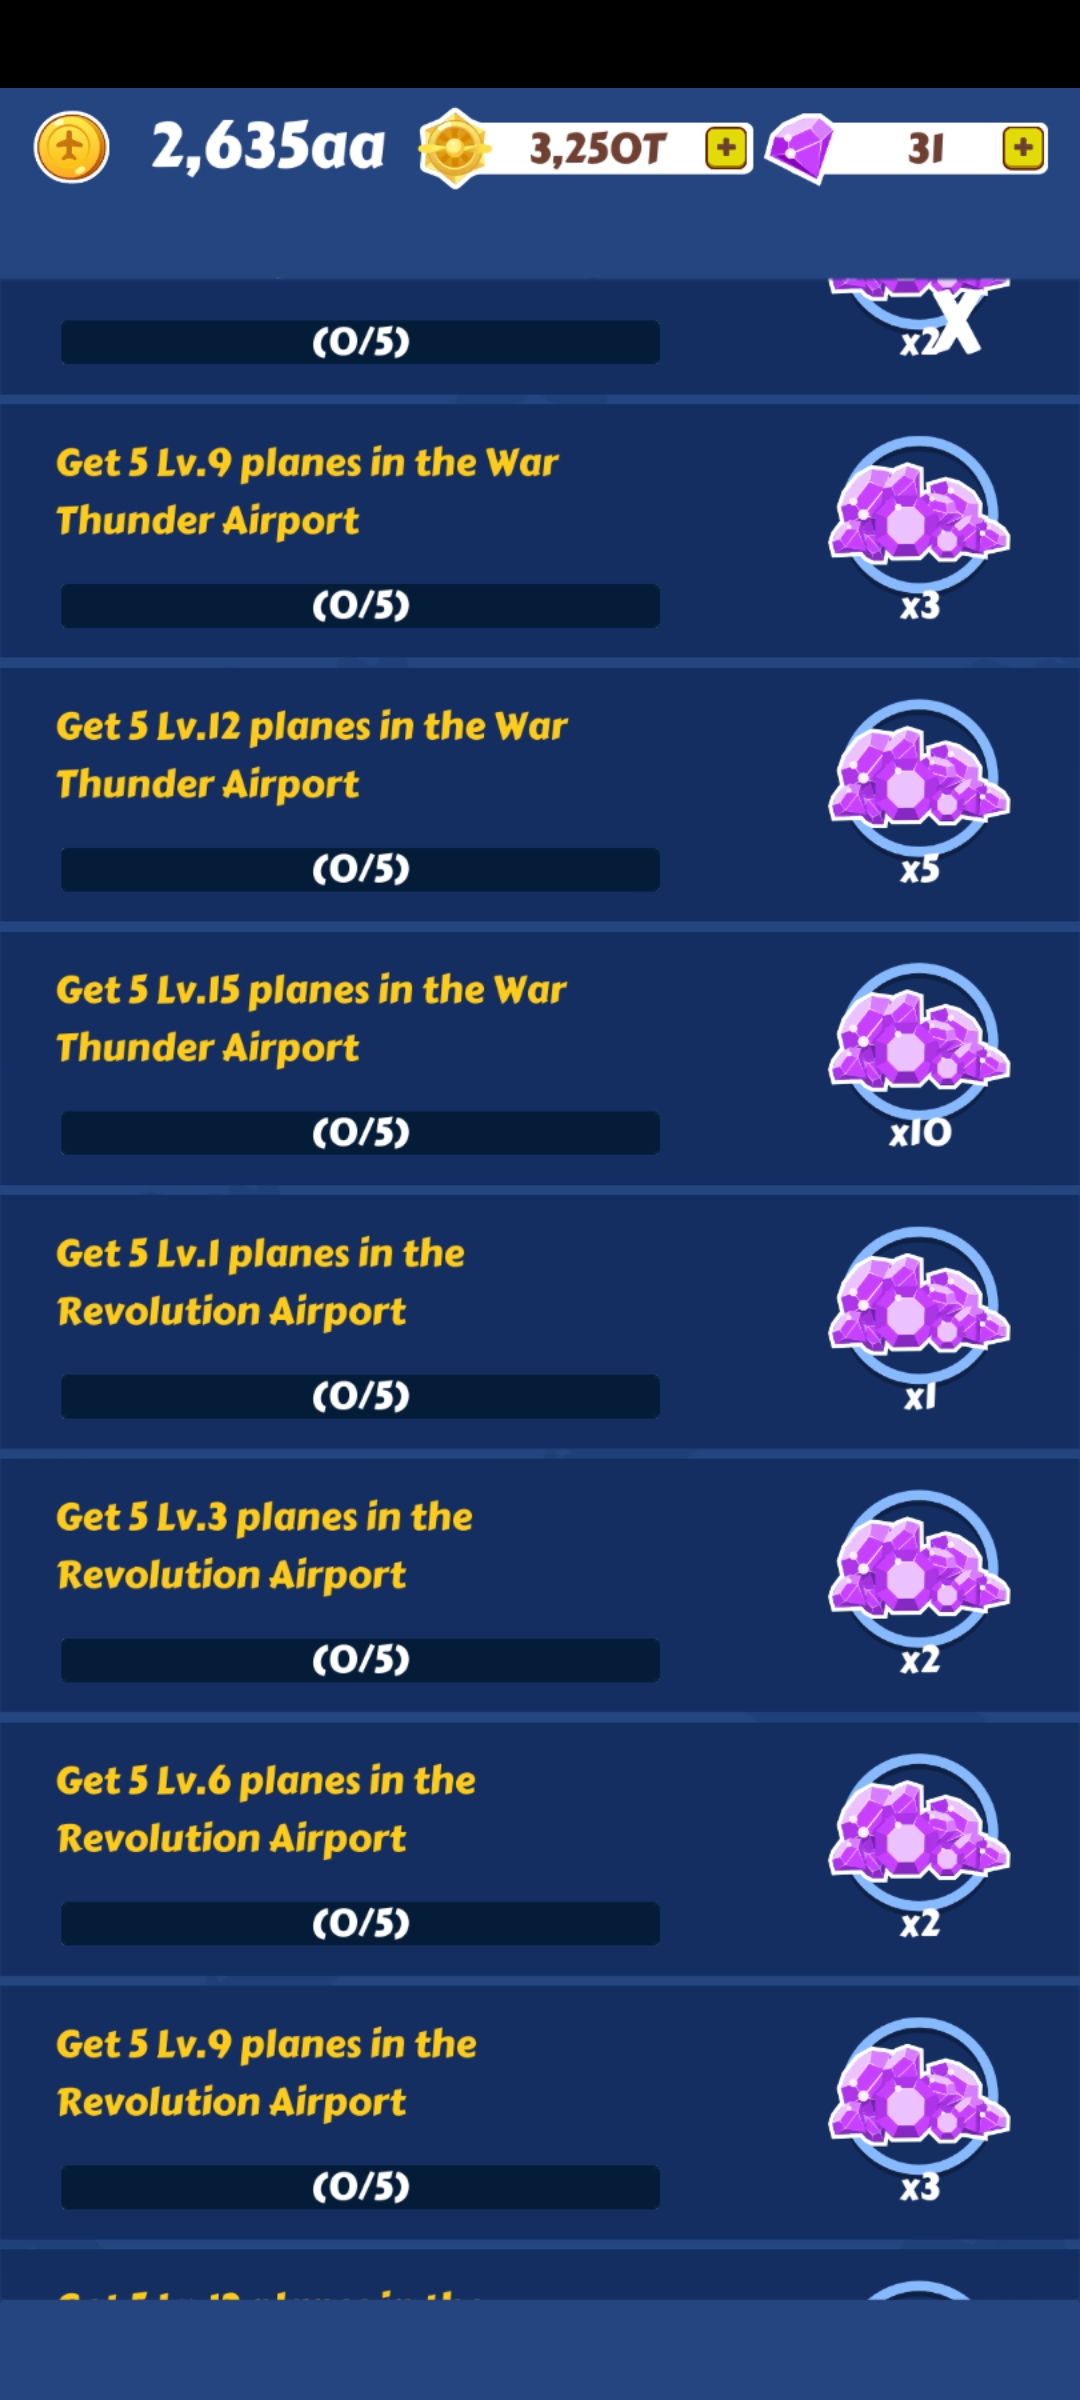 2,635aa
3,250T
31
(0/5)
x2
X
Get 5 Lv.9 planes in the War
Thunder Airport
(0/5)
x3
Get 5 Lv.12 planes in the War
Thunder Airport
(0/5)
x5
Get 5 Lv.15 planes in the War
Thunder Airport
(0/5)
x10
Get 5 Lv.1 planes in the
Revolution Airport
(0/5)
x1
Get 5 Lv.3 planes in the
Revolution Airport
(0/5)
x2
Get 5 Lv.6 planes in the
Revolution Airport
(0/5)
x2
Get 5 Lv.9 planes in the
Revolution Airport
(0/5)
x3